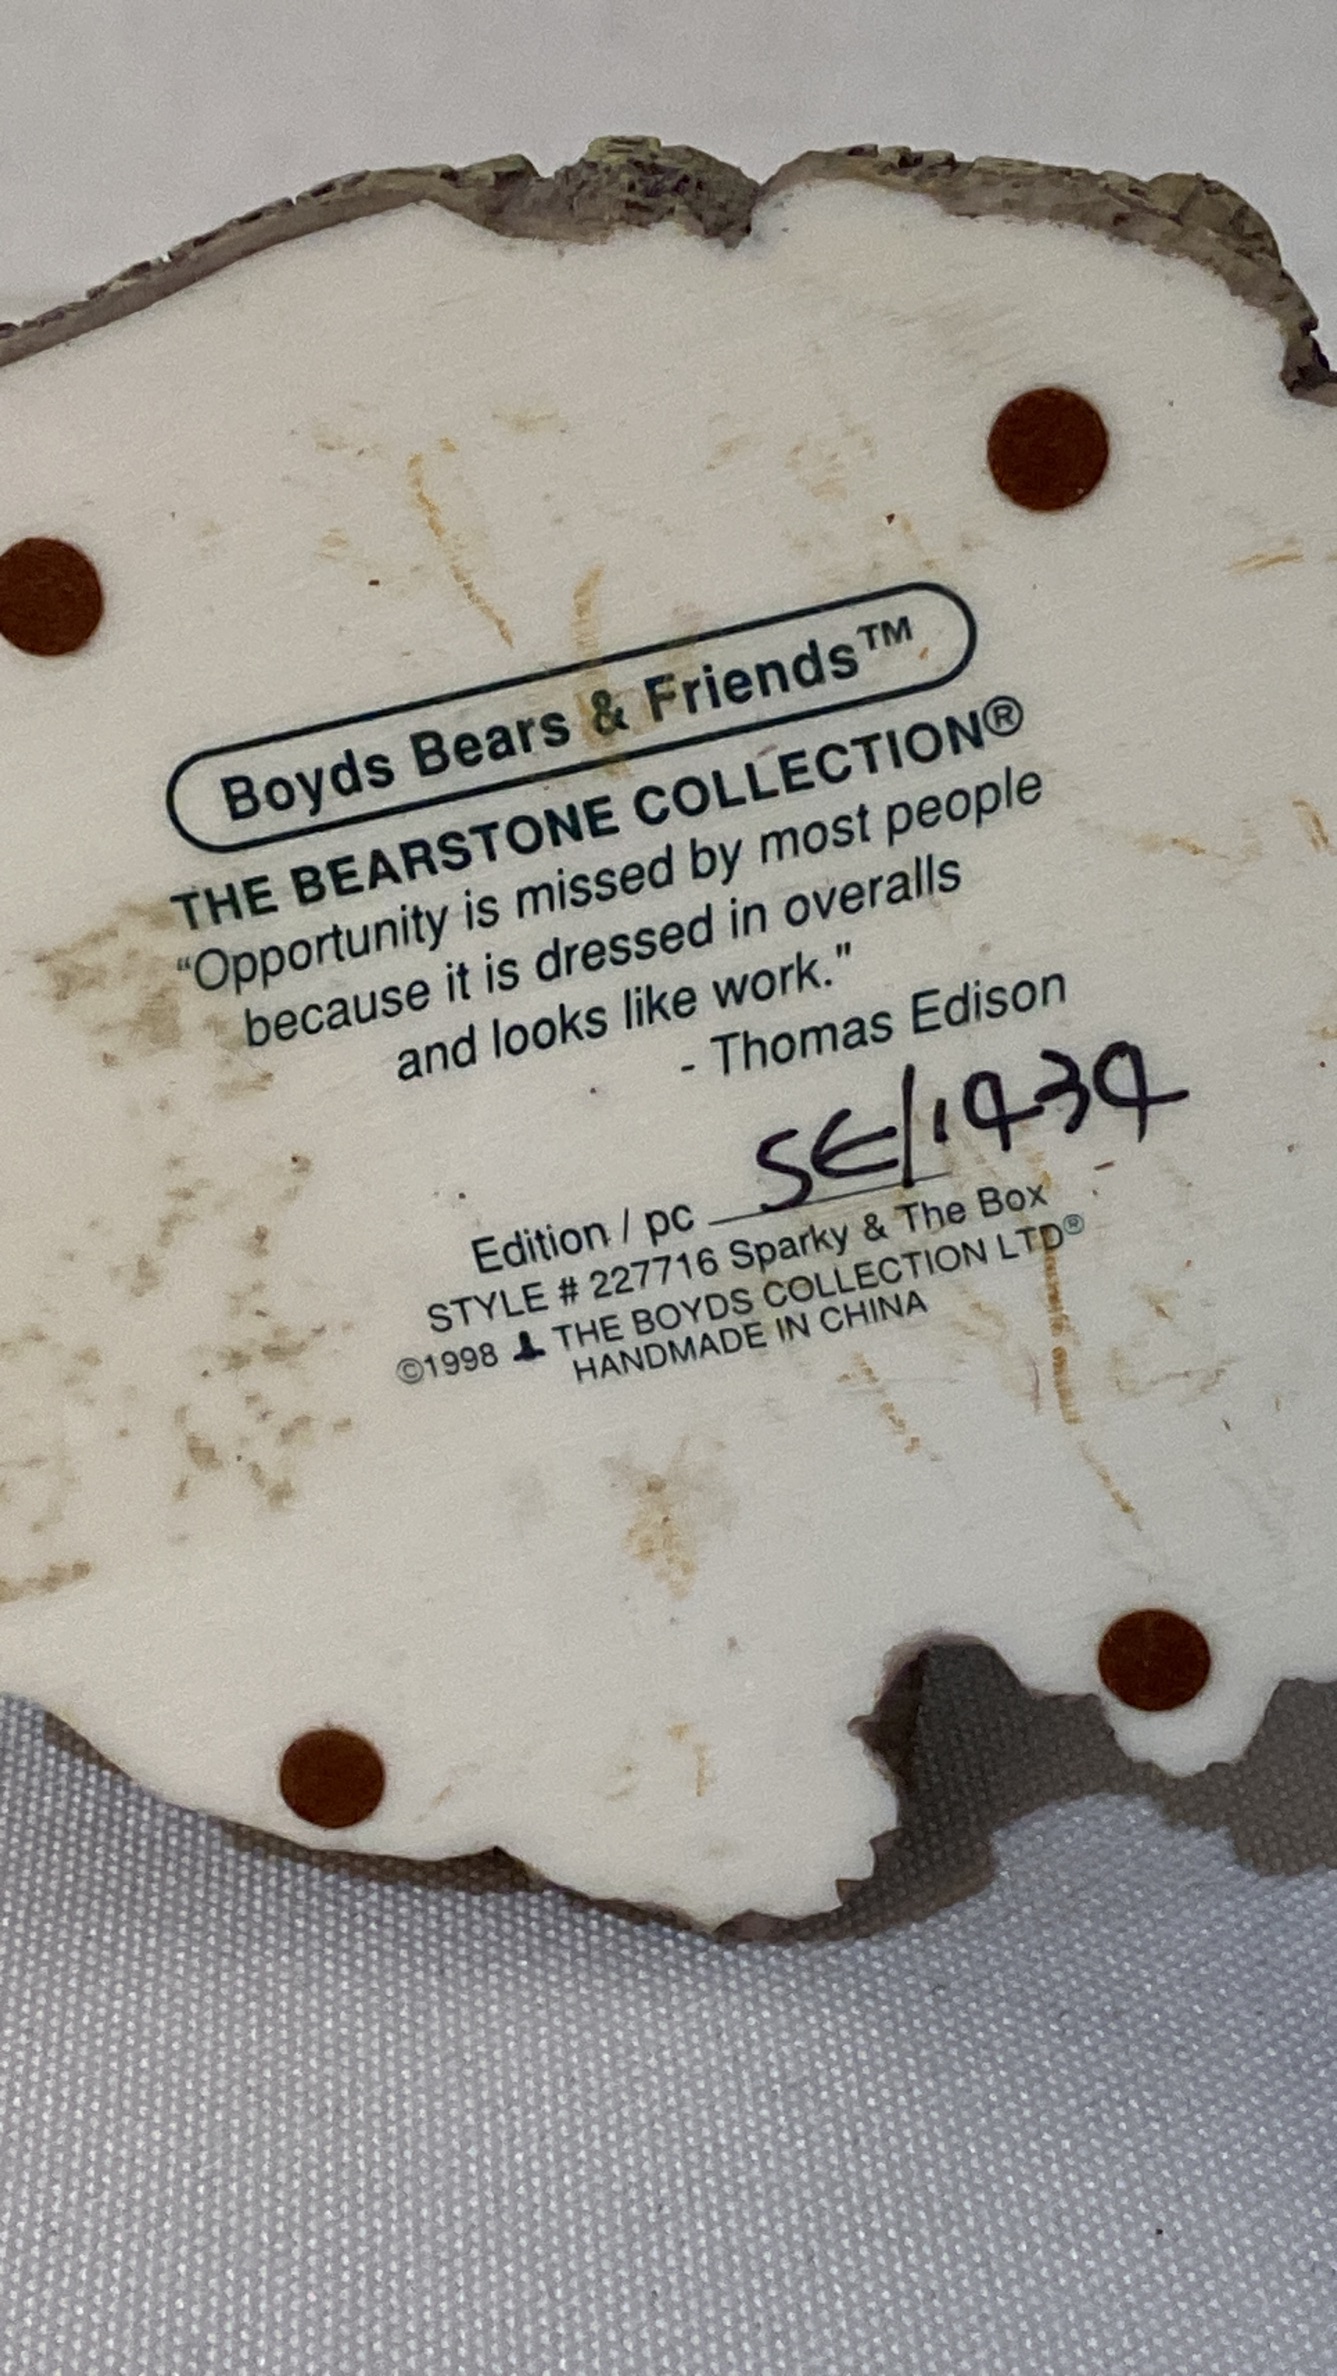 Boyds Bears & Friends™
THE BEARSTONE COLLECTION®
“Opportunity is missed by most people
because it is dressed in overalls
and looks like work."
- Thomas Edison
Edition / pc SE/1434
STYLE # 227716 Sparky & The Box
©1998 THE BOYDS COLLECTION LTD®
HANDMADE IN CHINA